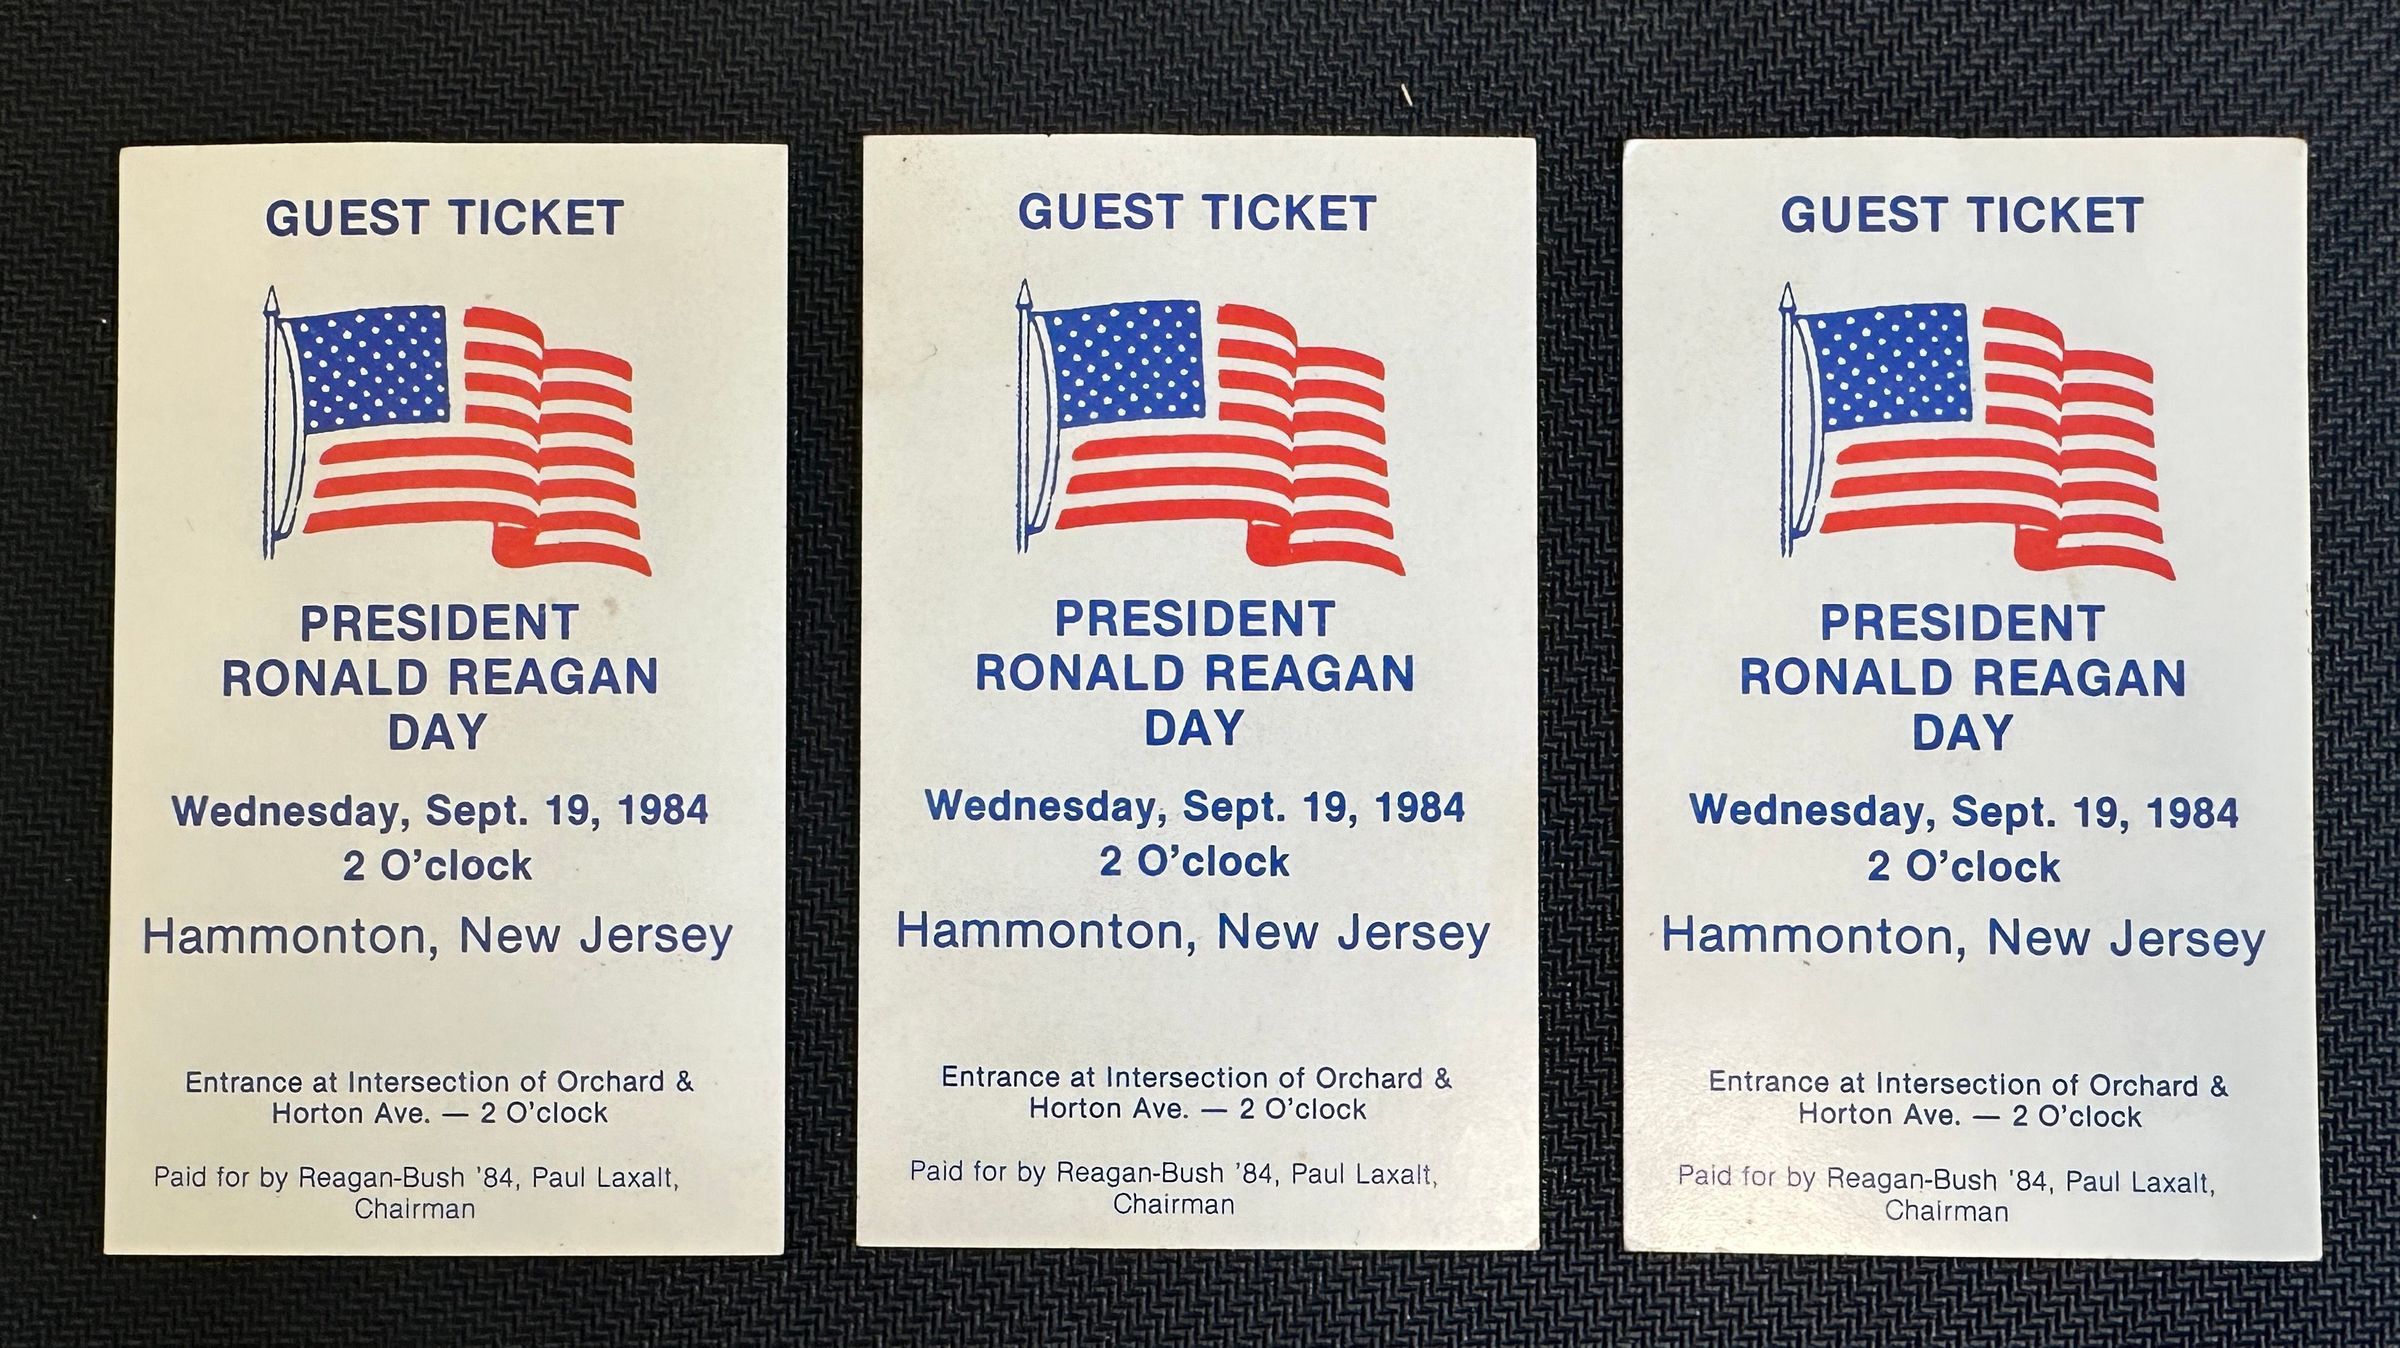 GUEST TICKET
PRESIDENT
RONALD REAGAN
DAY
Wednesday, Sept. 19, 1984
2 O'clock
Hammonton, New Jersey
Entrance at Intersection of Orchard &
Horton Ave. — 2 O'clock
Paid for by Reagan-Bush '84, Paul Laxalt,
Chairman
GUEST TICKET
PRESIDENT
RONALD REAGAN
DAY
Wednesday, Sept. 19, 1984
2 O'clock
Hammonton, New Jersey
Entrance at Intersection of Orchard &
Horton Ave. — 2 O'clock
Paid for by Reagan-Bush '84, Paul Laxalt,
Chairman
GUEST TICKET
PRESIDENT
RONALD REAGAN
DAY
Wednesday, Sept. 19, 1984
2 O'clock
Hammonton, New Jersey
Entrance at Intersection of Orchard &
Horton Ave. — 2 O'clock
Paid for by Reagan-Bush '84, Paul Laxalt,
Chairman